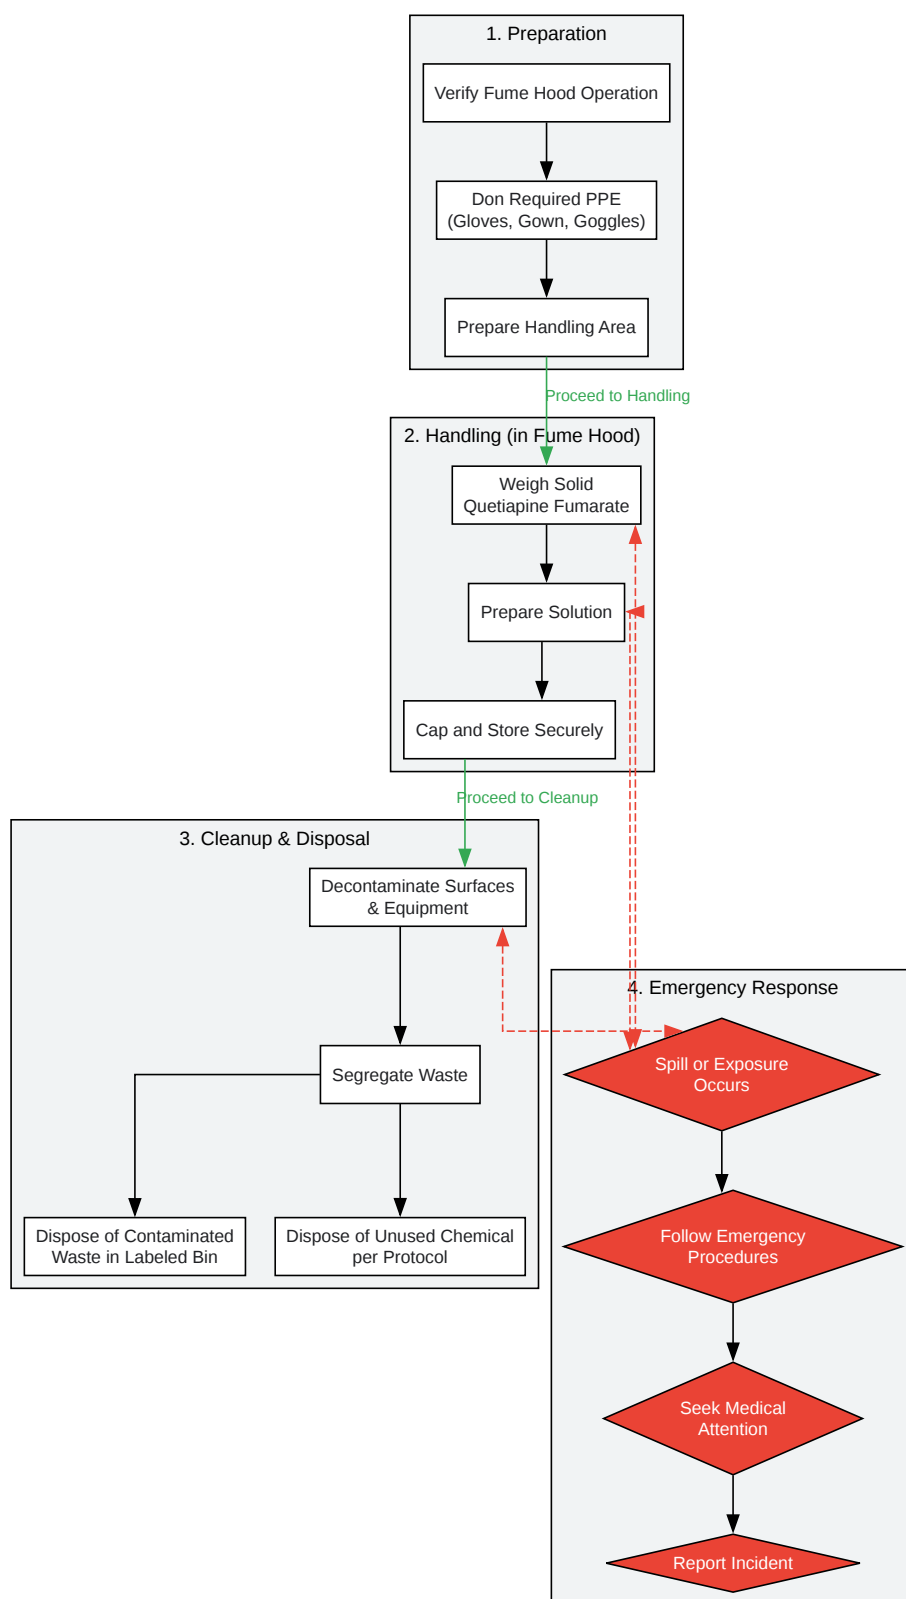 1. Preparation
Verify Fume Hood Operation
Don Required PPE
(Gloves, Gown, Goggles)
Prepare Handling Area
Proceed to Handling
2. Handling (in Fume Hood)
Weigh Solid
Quetiapine Fumarate
Prepare Solution
Cap and Store Securely
Proceed to Cleanup
3. Cleanup & Disposal
Decontaminate Surfaces
& Equipment
Segregate Waste
Dispose of Contaminated
Waste in Labeled Bin
Dispose of Unused Chemical
per Protocol
4. Emergency Response
Spill or Exposure
Occurs
Follow Emergency
Procedures
Seek Medical
Attention
Report Incident